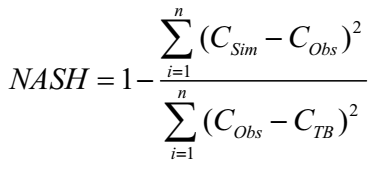 NASH = 1 - \frac{\sum_{i=1}^{n} (C_{Sim} - C_{Obs})^2}{\sum_{i=1}^{n} (C_{Obs} - C_{TB})^2}